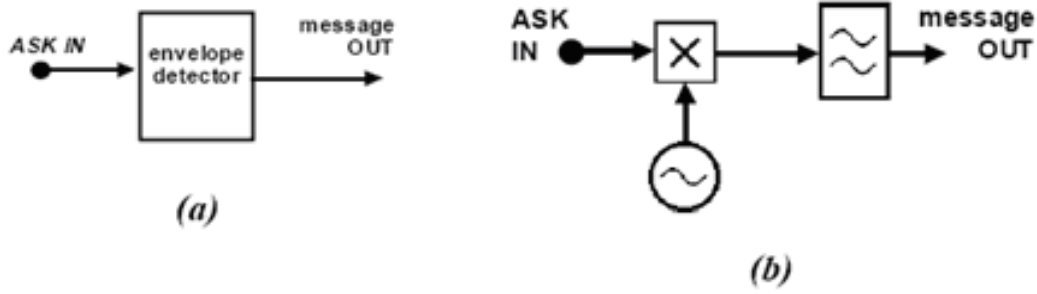 ASK IN
envelope
detector
message
OUT
(a)
ASK
IN
message
OUT
(b)